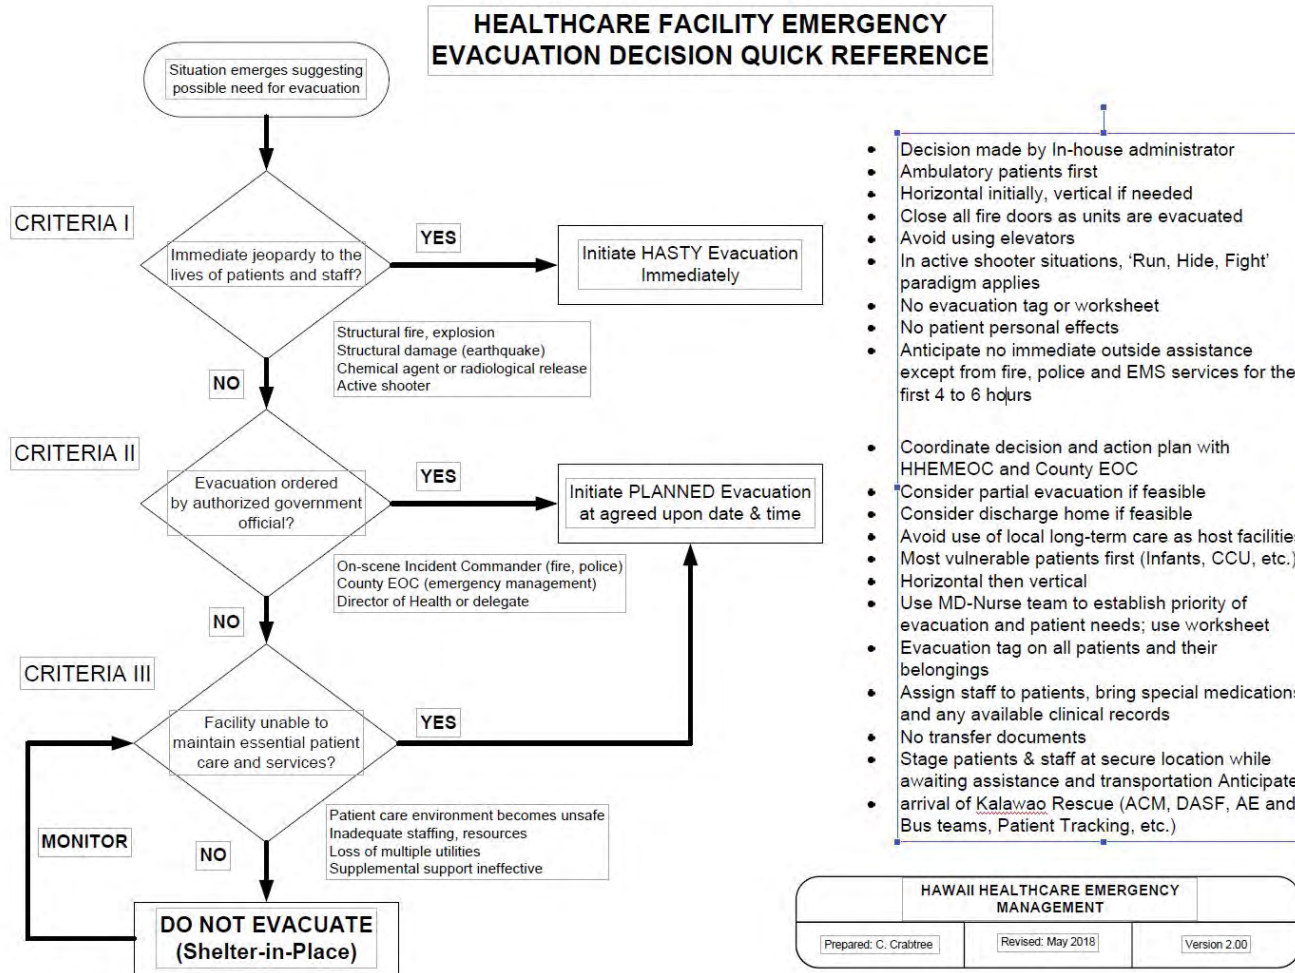 HEALTHCARE FACILITY EMERGENCY
EVACUATION DECISION QUICK REFERENCE
Situation emerges suggesting
possible need for evacuation
CRITERIA I
Immediate jeopardy to the
lives of patients and staff?
YES
Initiate HASTY Evacuation
Immediately
Structural fire, explosion
Structural damage (earthquake)
Chemical agent or radiological release
Active shooter
NO
CRITERIA II
Evacuation ordered
by authorized government
official?
YES
Initiate PLANNED Evacuation
at agreed upon date & time
On-scene Incident Commander (fire, police)
County EOC (emergency management)
Director of Health or delegate
NO
CRITERIA III
Facility unable to
maintain essential patient
care and services?
YES
Patient care environment becomes unsafe
Inadequate staffing, resources
Loss of multiple utilities
Supplemental support ineffective
MONITOR
NO
DO NOT EVACUATE
(Shelter-in-Place)
• Decision made by In-house administrator
• Ambulatory patients first
• Horizontal initially, vertical if needed
• Close all fire doors as units are evacuated
• Avoid using elevators
• In active shooter situations, ‘Run, Hide, Fight’
paradigm applies
• No evacuation tag or worksheet
• No patient personal effects
• Anticipate no immediate outside assistance
except from fire, police and EMS services for the
first 4 to 6 hours
• Coordinate decision and action plan with
HHEMEOC and County EOC
• Consider partial evacuation if feasible
• Consider discharge home if feasible
• Avoid use of local long-term care as host facilities
• Most vulnerable patients first (Infants, CCU, etc.)
• Horizontal then vertical
• Use MD-Nurse team to establish priority of
evacuation and patient needs; use worksheet
• Evacuation tag on all patients and their
belongings
• Assign staff to patients, bring special medications
and any available clinical records
• No transfer documents
• Stage patients & staff at secure location while
awaiting assistance and transportation Anticipate
• arrival of Kalawao Rescue (ACM, DASF, AE and
Bus teams, Patient Tracking, etc.)
HAWAII HEALTHCARE EMERGENCY
MANAGEMENT
Prepared: C. Crabtree
Revised: May 2018
Version 2.00